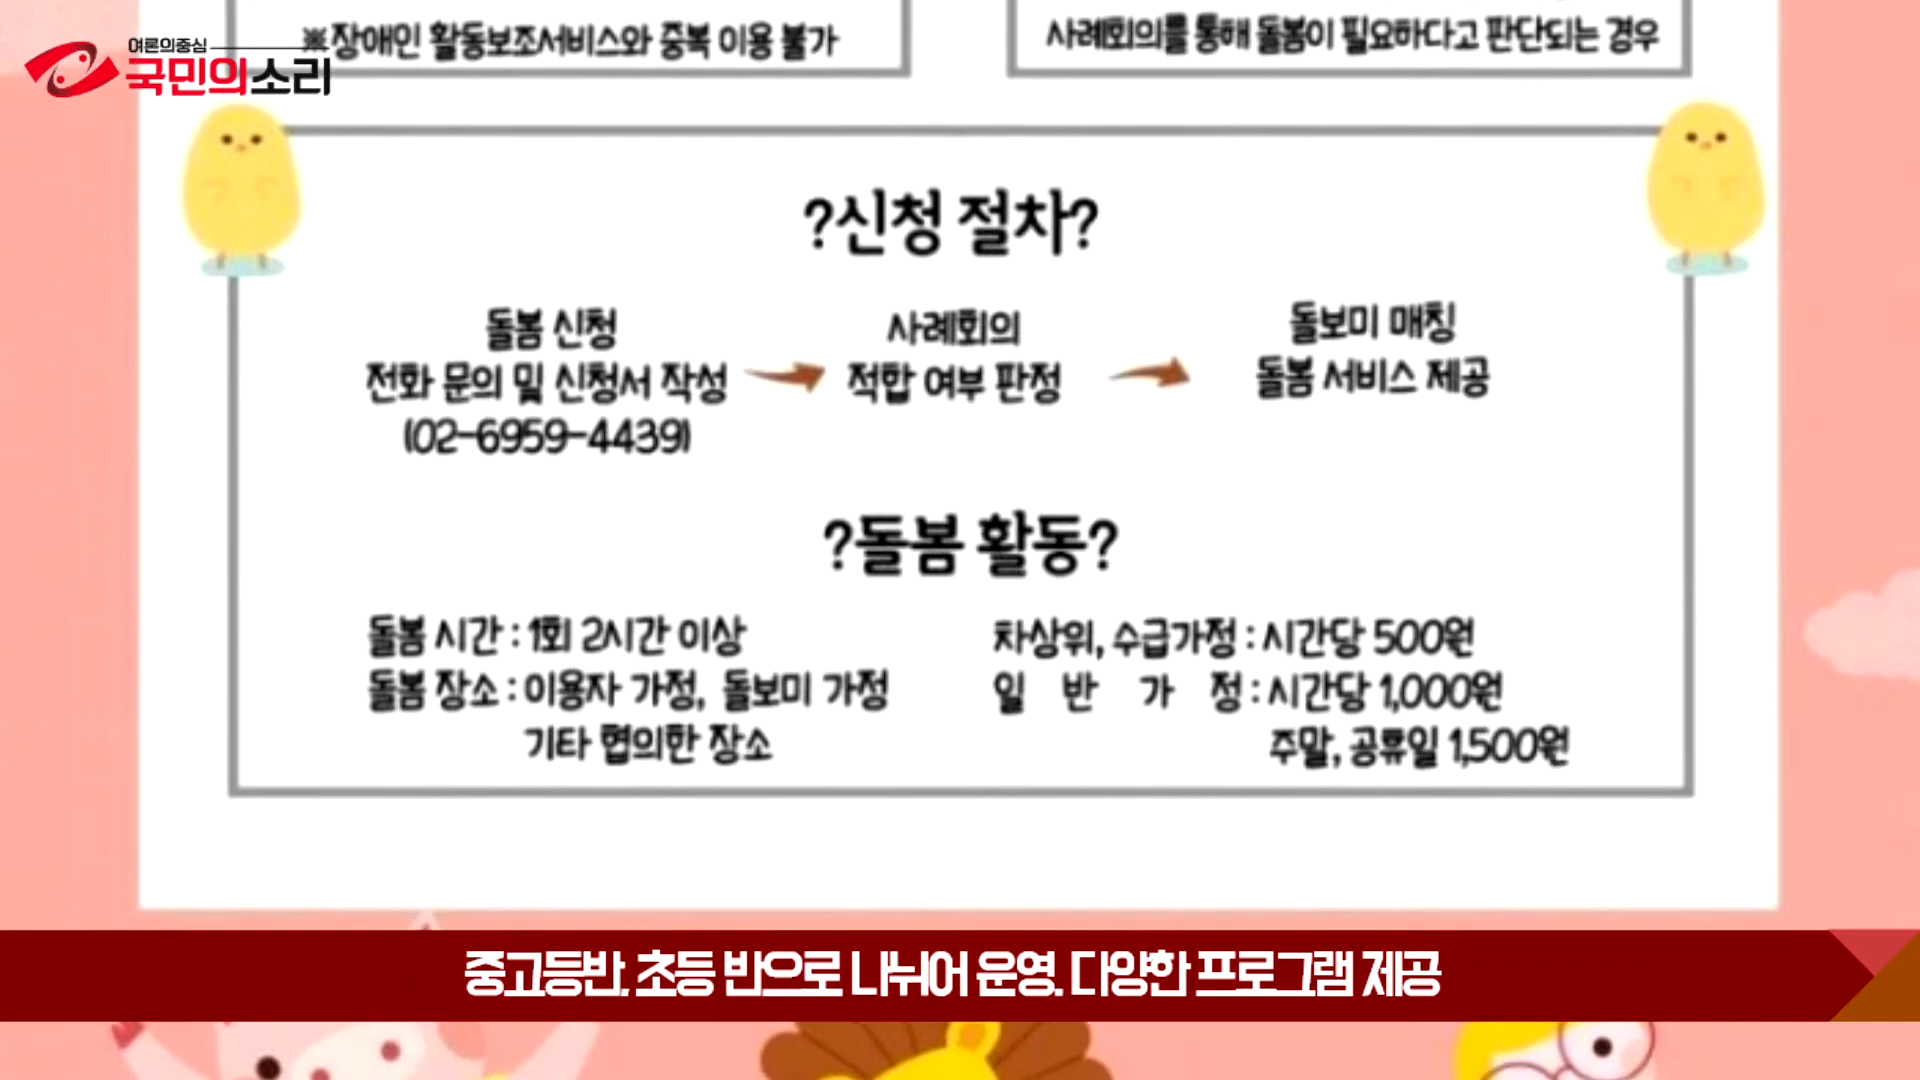 여론의중심
국민의소리
※장애인 활동보조서비스와 중복 이용 불가
사례회의를 통해 돌봄이 필요하다고 판단되는 경우
?신청 절차?
돌봄 신청
전화 문의 및 신청서 작성
(02-6959-4439)
사례회의
적합 여부 판정
돌보미 매칭
돌봄 서비스 제공
?돌봄 활동?
돌봄 시간 : 1회 2시간 이상
돌봄 장소 : 이용자 가정, 돌보미 가정
기타 협의한 장소
차상위, 수급가정 : 시간당 500원
일 반 가 정 : 시간당 1,000원
주말, 공휴일 1,500원
중고등반, 초등 반으로 나뉘어 운영. 다양한 프로그램 제공